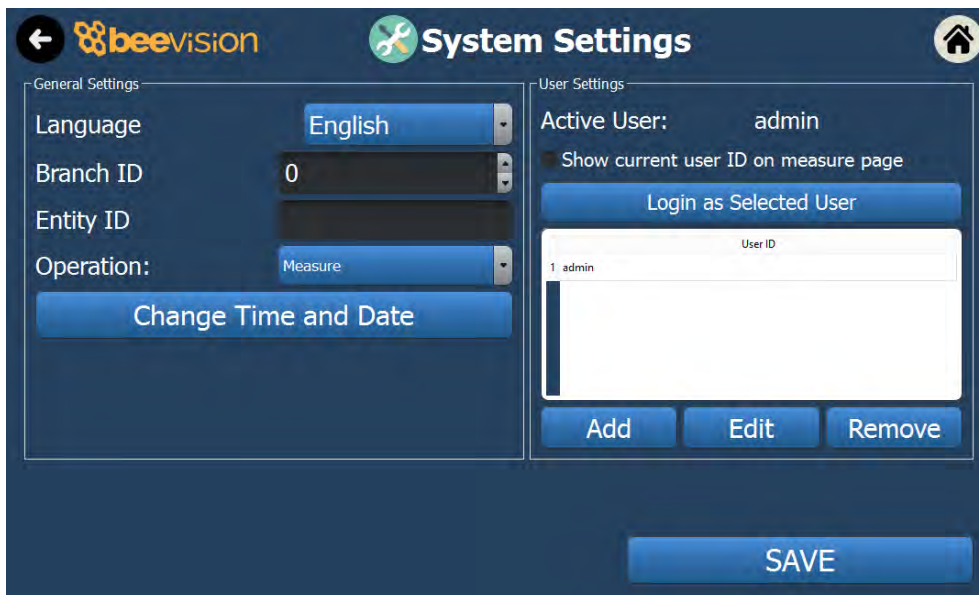 beevision
System Settings
General Settings
Language English
Branch ID 0
Entity ID
Operation: Measure
Change Time and Date
User Settings
Active User: admin
Show current user ID on measure page
Login as Selected User
User ID
1 admin
Add Edit Remove
SAVE